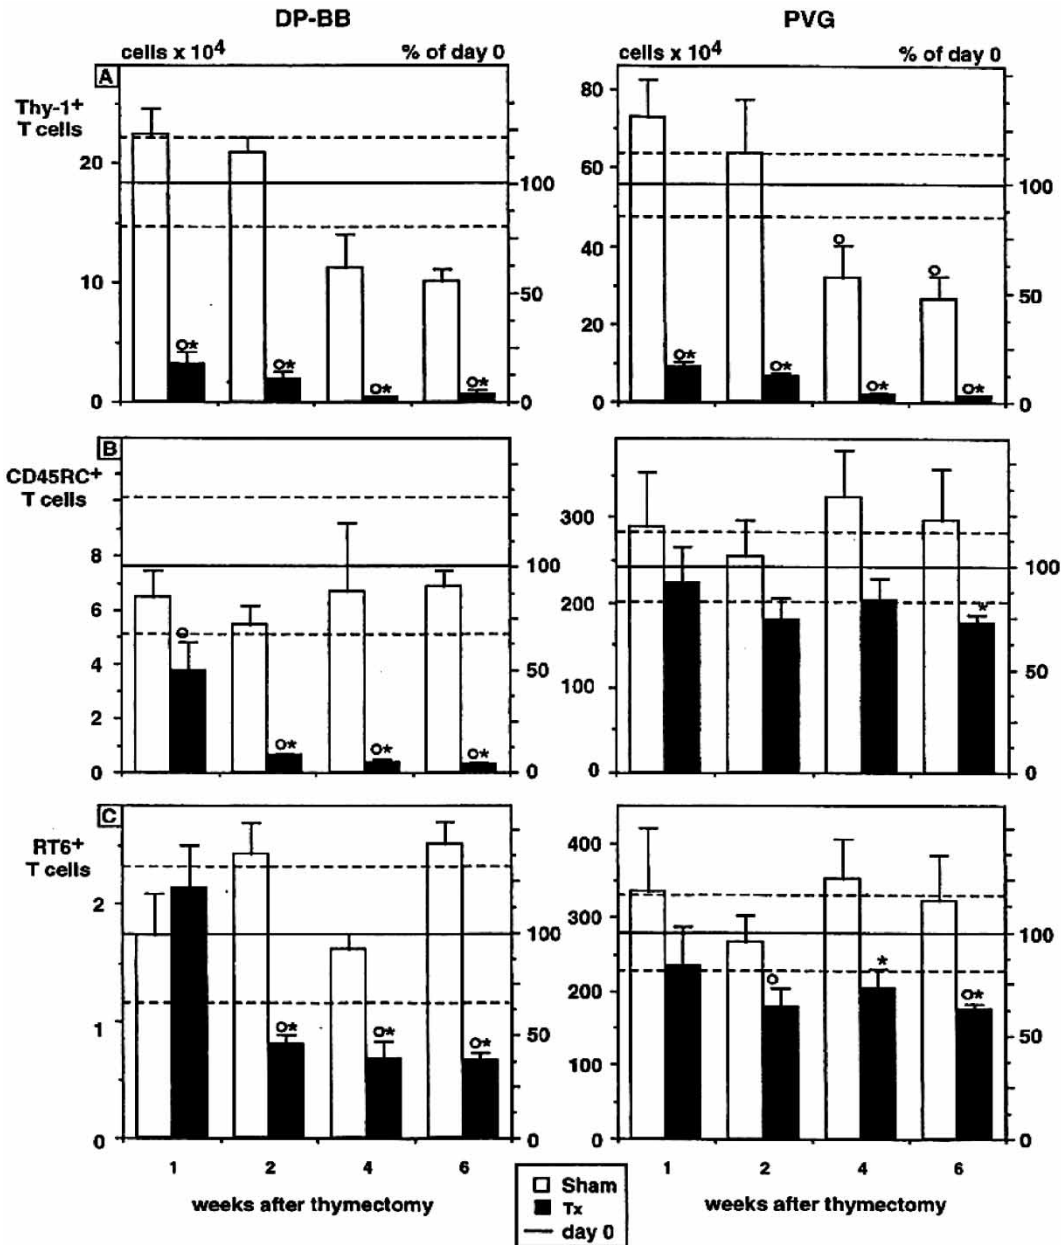 DP-BB
PVG
cells x 10⁴ % of day 0
cells x 10⁴ % of day 0
A
Thy-1+
T cells
20
10
0
100
50
0
80
60
40
20
0
100
50
0
B
CD45RC+
T cells
8
6
4
2
0
100
50
0
300
200
100
0
100
50
0
C
RT6+
T cells
2
1
0
100
50
0
400
300
200
100
0
100
50
0
o*
o*
o*
o*
o
o
o*
o*
o*
o*
o
o*
o*
o*
*
o*
o*
o*
o
*
o*
1 2 4 6
1 2 4 6
weeks after thymectomy
weeks after thymectomy
Sham
Tx
day 0